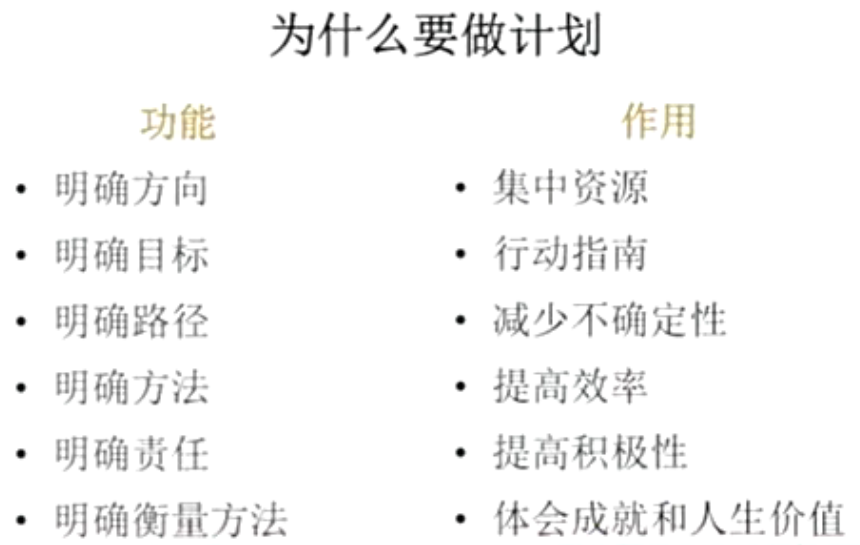 为什么要做计划
功能
• 明确方向
• 明确目标
• 明确路径
• 明确方法
• 明确责任
• 明确衡量方法
作用
• 集中资源
• 行动指南
• 减少不确定性
• 提高效率
• 提高积极性
• 体会成就和人生价值